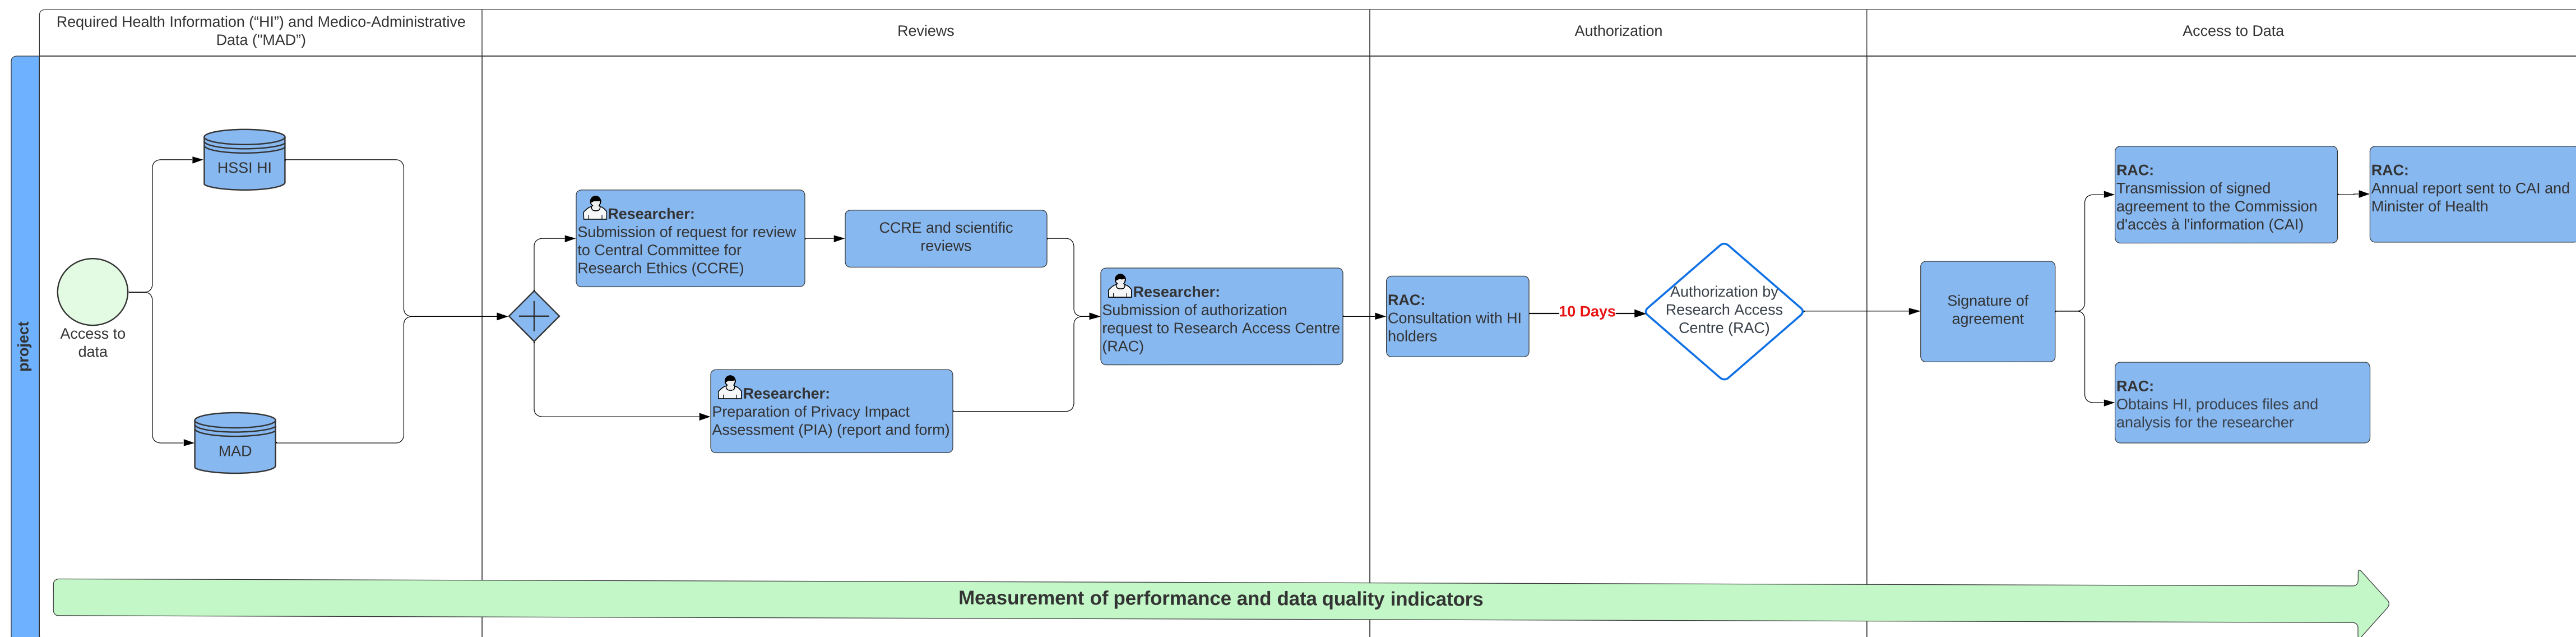 Required Health Information (“HI”) and Medico-Administrative
Data ("MAD”)
Reviews
Authorization
Access to Data
project
Access to
data
HSSI HI
MAD
Researcher:
Submission of request for review
to Central Committee for
Research Ethics (CCRE)
CCRE and scientific
reviews
Researcher:
Preparation of Privacy Impact
Assessment (PIA) (report and form)
Researcher:
Submission of authorization
request to Research Access Centre
(RAC)
RAC:
Consultation with HI
holders
10 Days
Authorization by
Research Access
Centre (RAC)
Signature of
agreement
RAC:
Transmission of signed
agreement to the Commission
d'accès à l'information (CAI)
RAC:
Annual report sent to CAI and
Minister of Health
RAC:
Obtains HI, produces files and
analysis for the researcher
Measurement of performance and data quality indicators